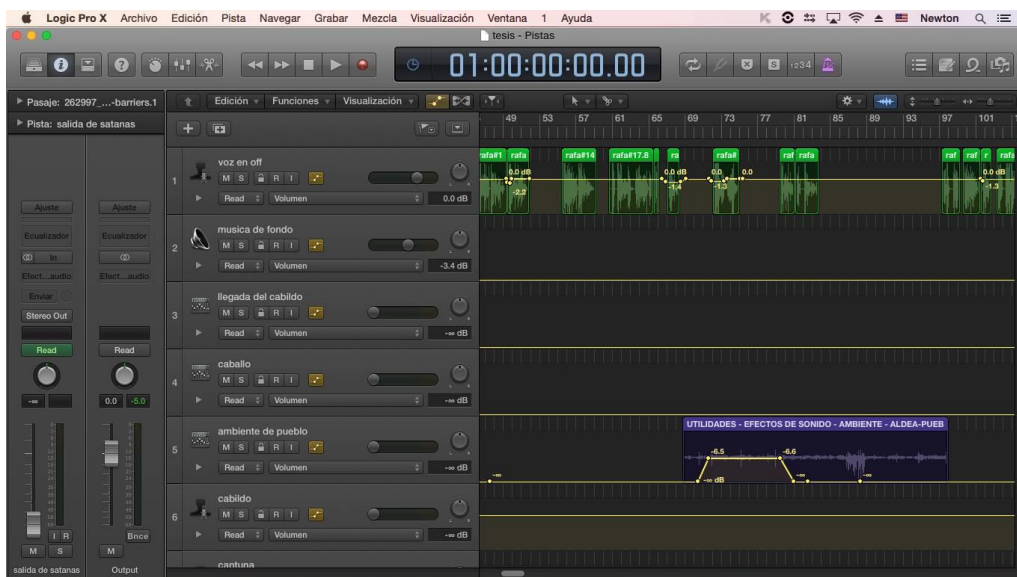 Logic Pro X Archivo Edición Pista Navegar Grabar Mezcla Visualización Ventana 1 Ayuda Newton
tesis - Pistas
01:00:00:00.00
1234
Pasaje: 262997_...-barriers.1
Edición Funciones Visualización
Pista: salida de satanas
49 53 57 61 65 69 73 77 81 85 89 93 97 101
rafa#1 rafa rafa#14 rafa#17.8 ra rafa# raf rafa raf raf r rafa
1
voz en off
M S R I
Read Volumen 0.0 dB
0.0 dB -2.2 0.0 dB -1.4 0.0 -1.3 0.0 0.0 dB -1.3
2
musica de fondo
M S R I
Read Volumen -3.4 dB
3
llegada del cabildo
M S R I
Read Volumen -∞ dB
4
caballo
M S R I
Read Volumen -∞ dB
5
ambiente de pueblo
M S R I
Read Volumen -∞ dB
UTILIDADES - EFECTOS DE SONIDO - AMBIENTE - ALDEA-PUEB
-∞ -∞ dB -6.5 -6.6 -∞ -∞
6
cabildo
M S R I
Read Volumen -∞ dB
cantuna
Ajuste Ajuste
Ecualizador Ecualizador
In
Efect...audio Efect...audio
Enviar
Stereo Out
Read Read
-∞ 0.0 -5.0
I R Bnce
M S M
salida de satanas Output